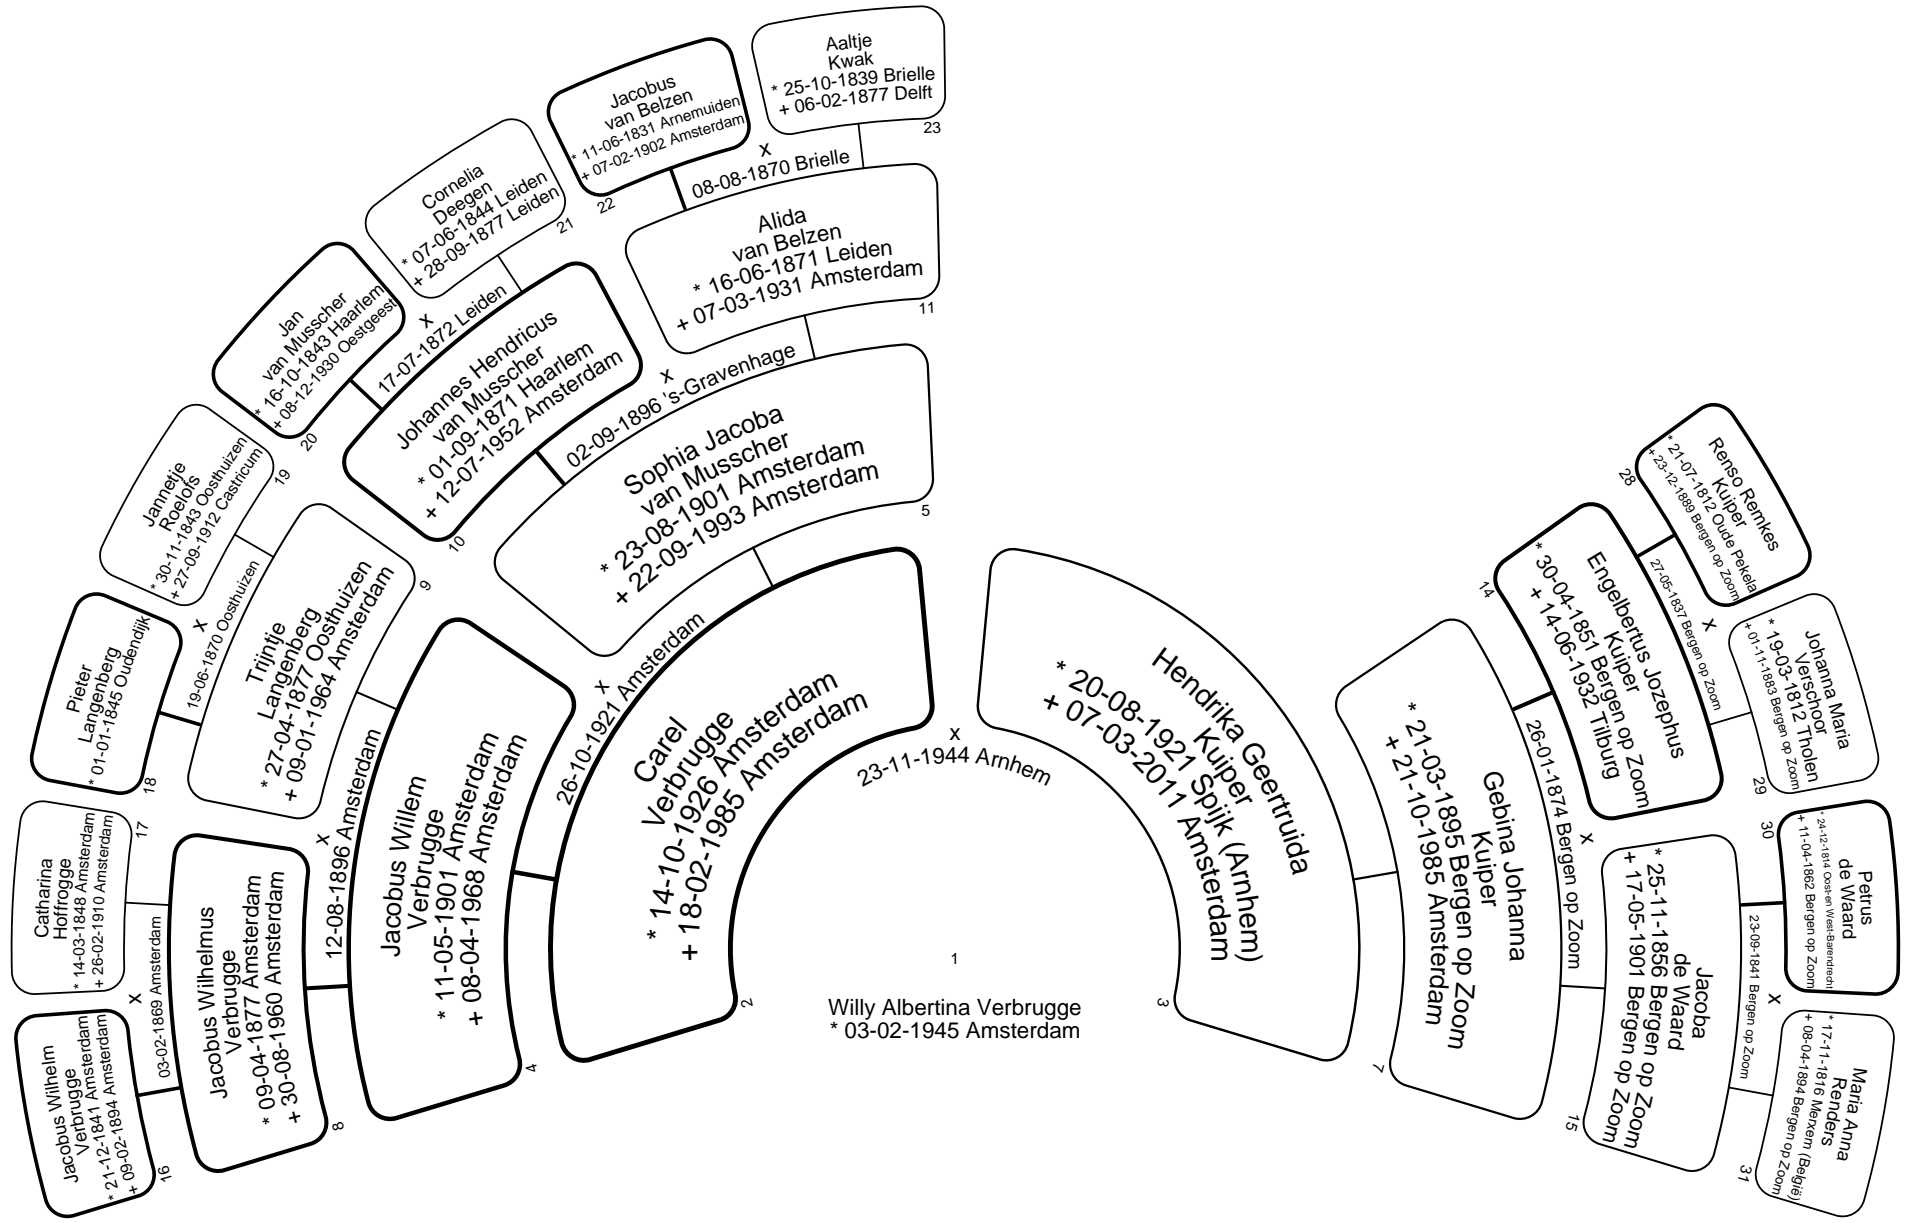 1
Willy Albertina Verbrugge
* 03-02-1945 Amsterdam
Carel
Verbrugge
* 14-10-1926 Amsterdam
+ 18-02-1985 Amsterdam
2
x
23-11-1944 Arnhem
Hendrika Geertruida
Kuiper
* 20-08-1921 Spijk (Arnhem)
+ 07-03-2011 Amsterdam
3
Jacobus Willem
Verbrugge
* 11-05-1901 Amsterdam
+ 08-04-1968 Amsterdam
4
x
26-10-1921 Amsterdam
Sophia Jacoba
van Musscher
* 23-08-1901 Amsterdam
+ 22-09-1993 Amsterdam
5
Gebina Johanna
Kuiper
* 21-03-1895 Bergen op Zoom
+ 21-10-1985 Amsterdam
7
Jacobus Wilhelmus
Verbrugge
* 09-04-1877 Amsterdam
+ 30-08-1960 Amsterdam
8
x
12-08-1896 Amsterdam
Trijntje
Langenberg
* 27-04-1877 Oosthuizen
+ 09-01-1964 Amsterdam
9
Johannes Hendricus
van Musscher
* 01-09-1871 Haarlem
+ 12-07-1952 Amsterdam
10
x
02-09-1896 's-Gravenhage
Alida
van Belzen
* 16-06-1871 Leiden
+ 07-03-1931 Amsterdam
11
Engelbertus Jozephus
Kuiper
* 30-04-1851 Bergen op Zoom
+ 14-06-1932 Tilburg
14
x
26-01-1874 Bergen op Zoom
Jacoba
de Waard
* 25-11-1856 Bergen op Zoom
+ 17-05-1901 Bergen op Zoom
15
Jacobus Wilhelm
Verbrugge
* 21-12-1841 Amsterdam
+ 09-02-1894 Amsterdam
16
x
03-02-1869 Amsterdam
Catharina
Hoffrogge
* 14-03-1848 Amsterdam
+ 26-02-1910 Amsterdam
17
Pieter
Langenberg
* 01-01-1845 Oudendijk
18
x
19-06-1870 Oosthuizen
Jannetje
Roelofs
* 30-11-1843 Oosthuizen
+ 27-09-1912 Castricum
19
Jan
van Musscher
* 16-10-1843 Haarlem
+ 08-12-1930 Oestgeest
20
x
17-07-1872 Leiden
Cornelia
Deegen
* 07-06-1844 Leiden
+ 28-09-1877 Leiden
21
Jacobus
van Belzen
* 11-06-1831 Arnemuiden
+ 07-02-1902 Amsterdam
22
x
08-08-1870 Brielle
Aaltje
Kwak
* 25-10-1839 Brielle
+ 06-02-1877 Delft
23
Renso Remkes
Kuiper
* 21-07-1812 Oude Pekela
+ 23-12-1889 Bergen op Zoom
28
x
27-05-1837 Bergen op Zoom
Johanna Maria
Verschoor
* 19-03-1812 Tholen
+ 01-11-1883 Bergen op Zoom
29
Petrus
de Waard
* 24-12-1814 Oost-en West-Barendrecht
+ 11-04-1862 Bergen op Zoom
30
x
23-09-1841 Bergen op Zoom
Maria Anna
Renders
* 17-11-1816 Merxem (België)
+ 08-04-1894 Bergen op Zoom
31